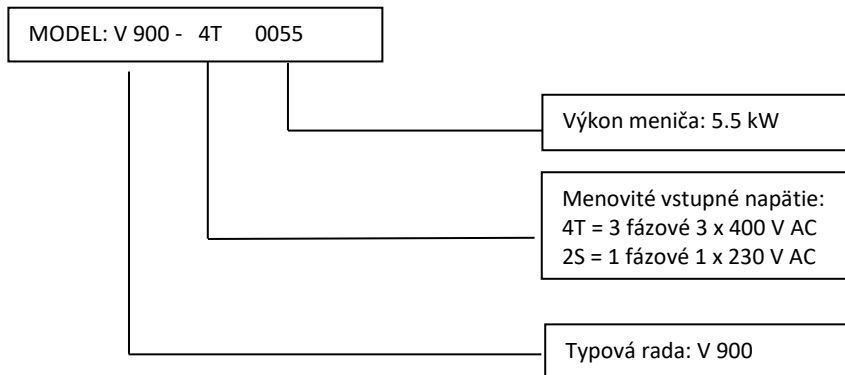 MODEL: V 900 - 4T 0055
Výkon meniča: 5.5 kW
Menovité vstupné napätie:
4T = 3 fázové 3 x 400 V AC
2S = 1 fázové 1 x 230 V AC
Typová rada: V 900